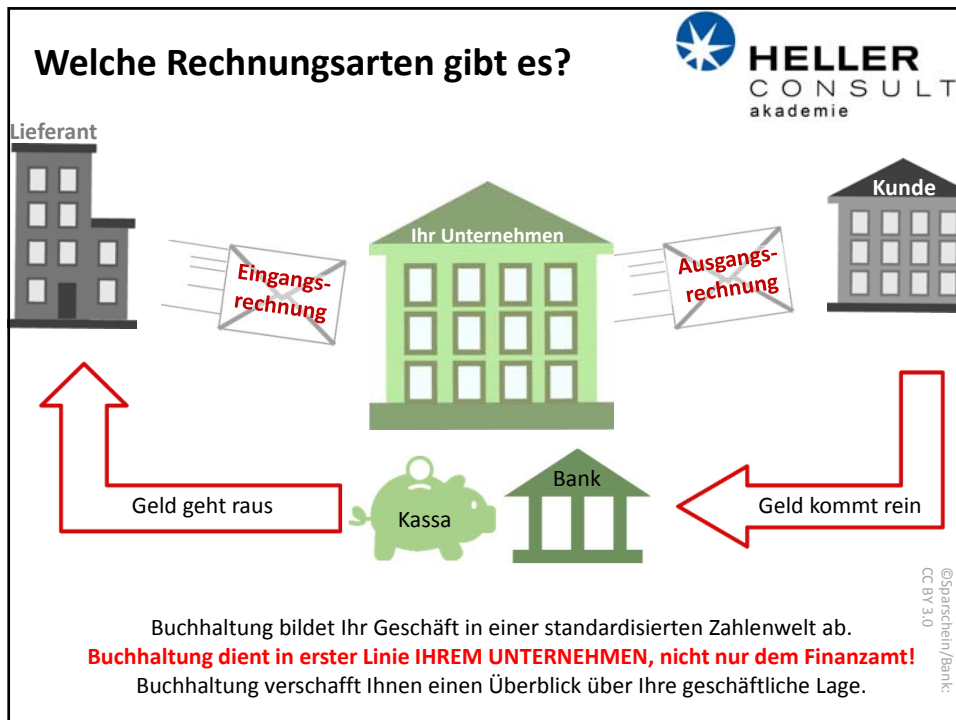 Welche Rechnungsarten gibt es?
HELLER
CONSULT
akademie
Lieferant
Kunde
Ihr Unternehmen
Eingangs-
rechnung
Ausgangs-
rechnung
Geld geht raus
Kassa
Bank
Geld kommt rein
©Sparschein/Bank:
CC BY 3.0
Buchhaltung bildet Ihr Geschäft in einer standardisierten Zahlenwelt ab.
Buchhaltung dient in erster Linie IHREM UNTERNEHMEN, nicht nur dem Finanzamt!
Buchhaltung verschafft Ihnen einen Überblick über Ihre geschäftliche Lage.